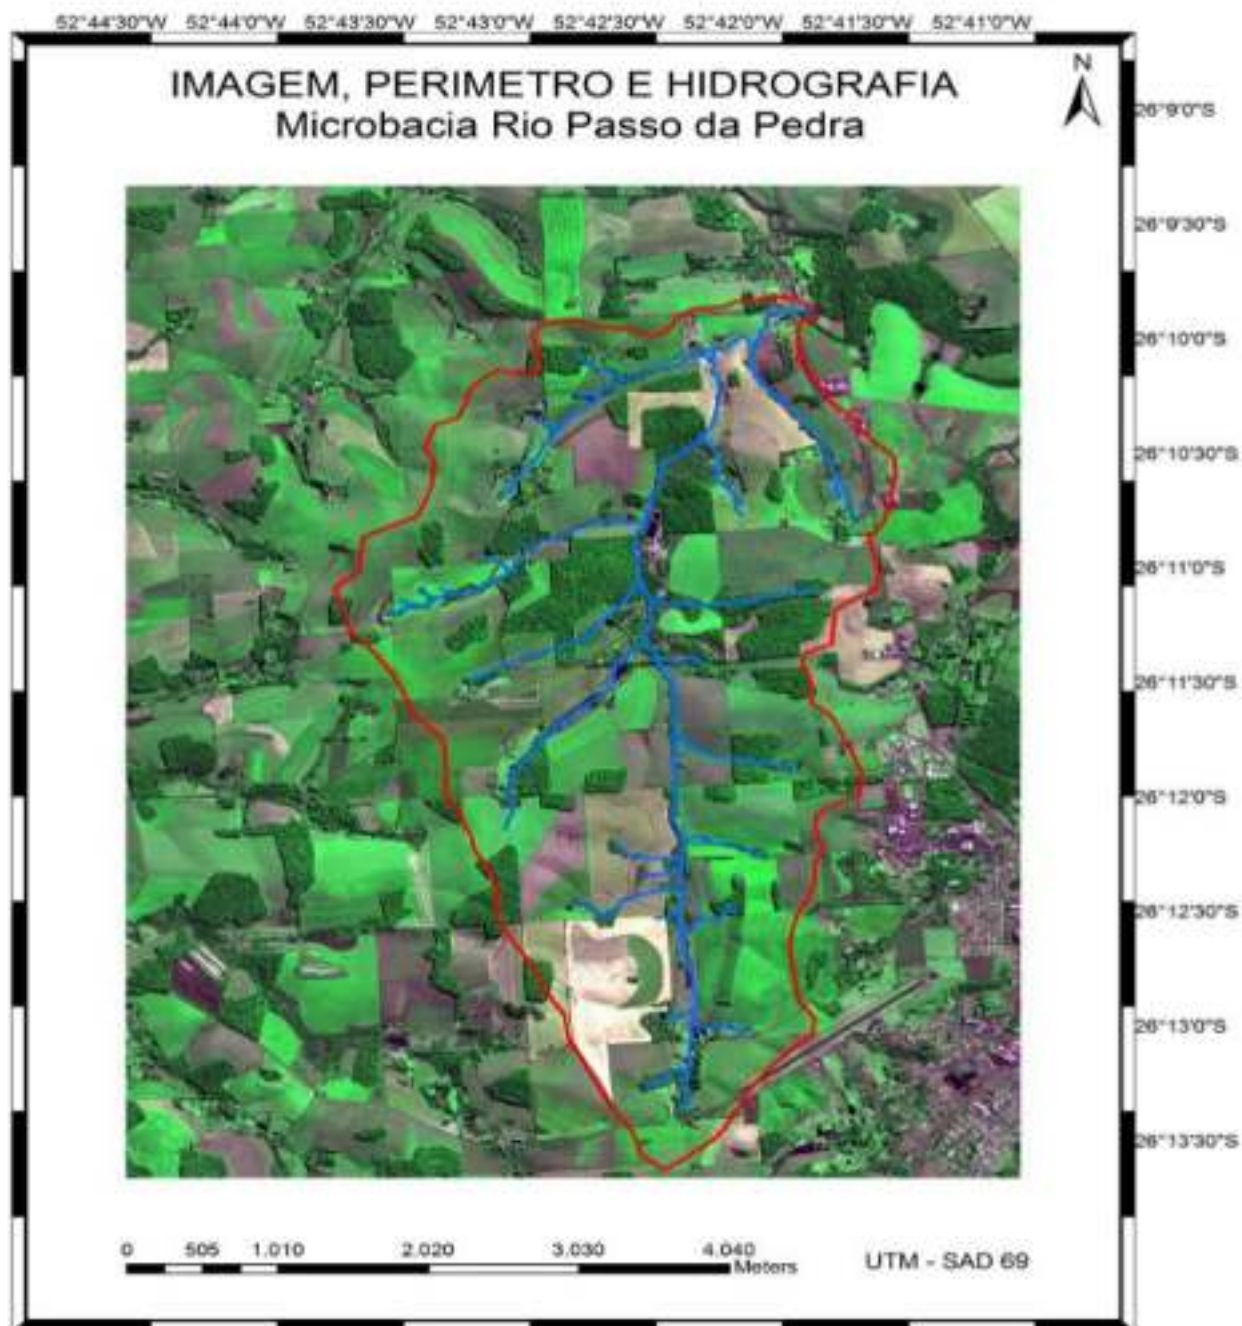 52°44'30"W 52°44'0"W 52°43'30"W 52°43'0"W 52°42'30"W 52°42'0"W 52°41'30"W 52°41'0"W
IMAGEM, PERIMETRO E HIDROGRAFIA
Microbacia Rio Passo da Pedra
N
26°9'0"S
26°9'30"S
26°10'0"S
26°10'30"S
26°11'0"S
26°11'30"S
26°12'0"S
26°12'30"S
26°13'0"S
26°13'30"S
0 505 1.010 2.020 3.030 4.040
Meters
UTM - SAD 69